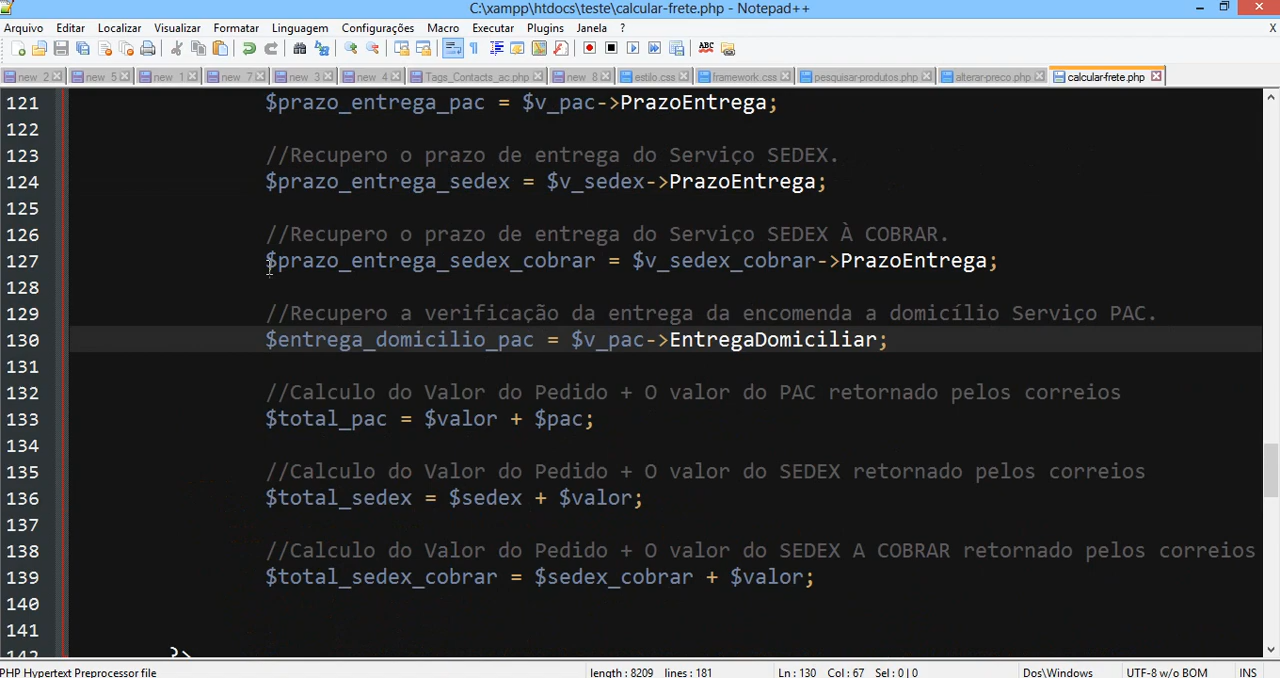 C:\xampp\htdocs\teste\calcular-frete.php - Notepad++
Arquivo Editar Localizar Visualizar Formatar Linguagem Configurações Macro Executar Plugins Janela ? X
new 2 new 5 new 1 new 7 new 3 new 4 Tags_Contacts_ac.php new 8 estilo.css framework.css pesquisar-produtos.php alterar-preco.php calcular-frete.php
121 $prazo_entrega_pac = $v_pac->PrazoEntrega;
122
123 //Recupero o prazo de entrega do Serviço SEDEX.
124 $prazo_entrega_sedex = $v_sedex->PrazoEntrega;
125
126 //Recupero o prazo de entrega do Serviço SEDEX À COBRAR.
127 $prazo_entrega_sedex_cobrar = $v_sedex_cobrar->PrazoEntrega;
128
129 //Recupero a verificação da entrega da encomenda a domicílio Serviço PAC.
130 $entrega_domicilio_pac = $v_pac->EntregaDomiciliar;
131
132 //Calculo do Valor do Pedido + O valor do PAC retornado pelos correios
133 $total_pac = $valor + $pac;
134
135 //Calculo do Valor do Pedido + O valor do SEDEX retornado pelos correios
136 $total_sedex = $sedex + $valor;
137
138 //Calculo do Valor do Pedido + O valor do SEDEX A COBRAR retornado pelos correios
139 $total_sedex_cobrar = $sedex_cobrar + $valor;
140
141
142 ?>
PHP Hypertext Preprocessor file length : 8209 lines : 181 Ln : 130 Col : 67 Sel : 0 | 0 Dos\Windows UTF-8 w/o BOM INS